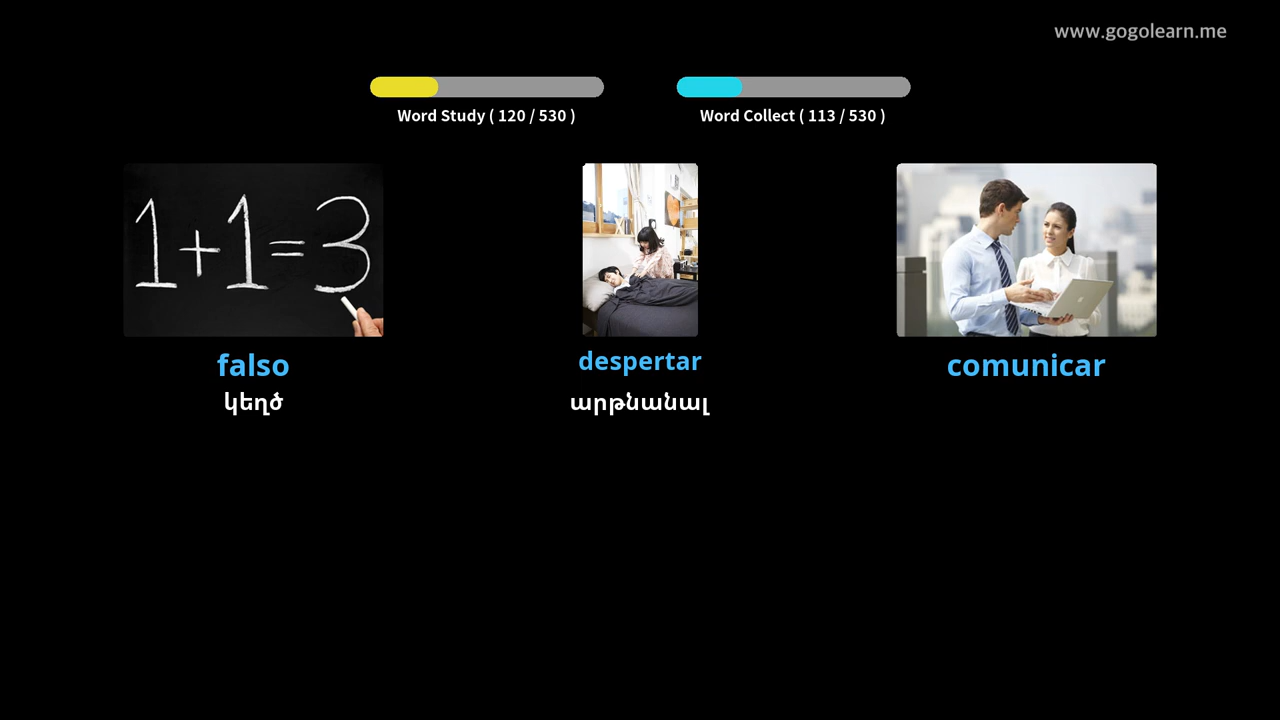 www.gogolearn.me
Word Study ( 120 / 530 )
Word Collect ( 113 / 530 )
1+1=3
falso
կեղծ
despertar
արթնանալ
comunicar